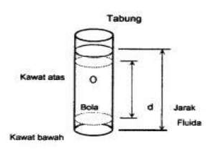 Tabung
Kawat atas
O
Bola
d
Jarak
Fluida
Kawat bawah